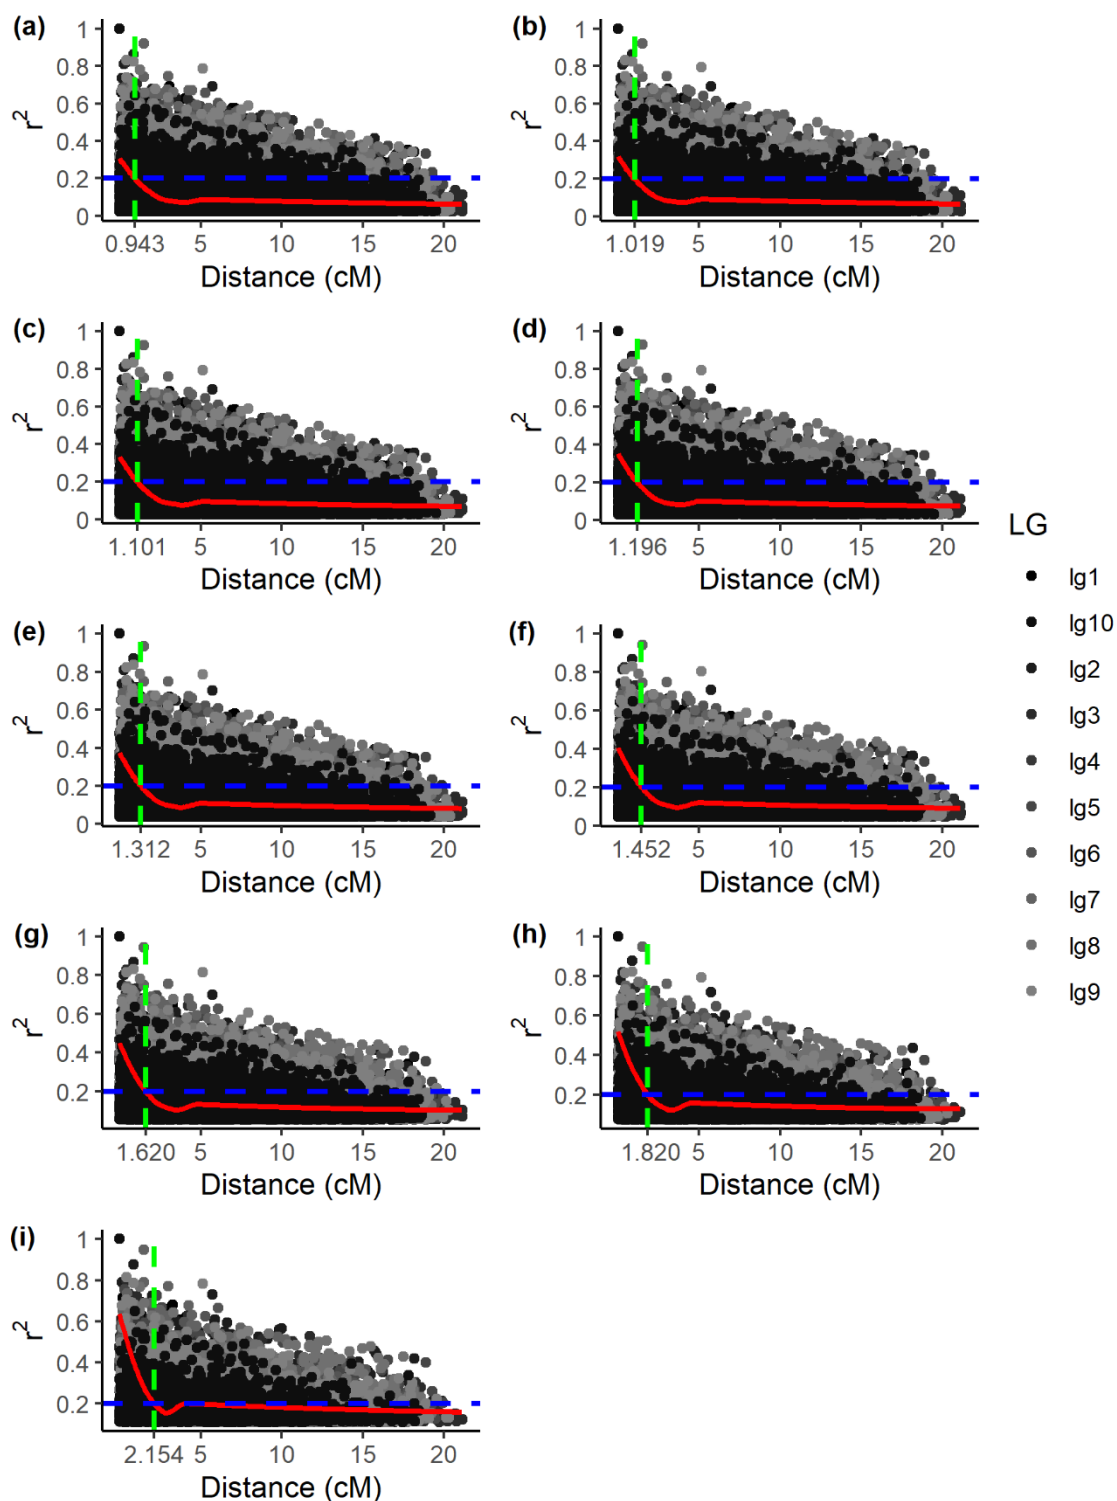 (a)
r2
1
0.8
0.6
0.4
0.2
0
0.943 5 10 15 20
Distance (cM)
(b)
r2
1
0.8
0.6
0.4
0.2
0
1.019 5 10 15 20
Distance (cM)
(c)
r2
1
0.8
0.6
0.4
0.2
0
1.101 5 10 15 20
Distance (cM)
(d)
r2
1
0.8
0.6
0.4
0.2
0
1.196 5 10 15 20
Distance (cM)
(e)
r2
1
0.8
0.6
0.4
0.2
0
1.312 5 10 15 20
Distance (cM)
(f)
r2
1
0.8
0.6
0.4
0.2
0
1.452 5 10 15 20
Distance (cM)
(g)
r2
1
0.8
0.6
0.4
0.2
1.620 5 10 15 20
Distance (cM)
(h)
r2
1
0.8
0.6
0.4
0.2
1.820 5 10 15 20
Distance (cM)
(i)
r2
1
0.8
0.6
0.4
0.2
2.154 5 10 15 20
Distance (cM)
LG
lg1
lg10
lg2
lg3
lg4
lg5
lg6
lg7
lg8
lg9